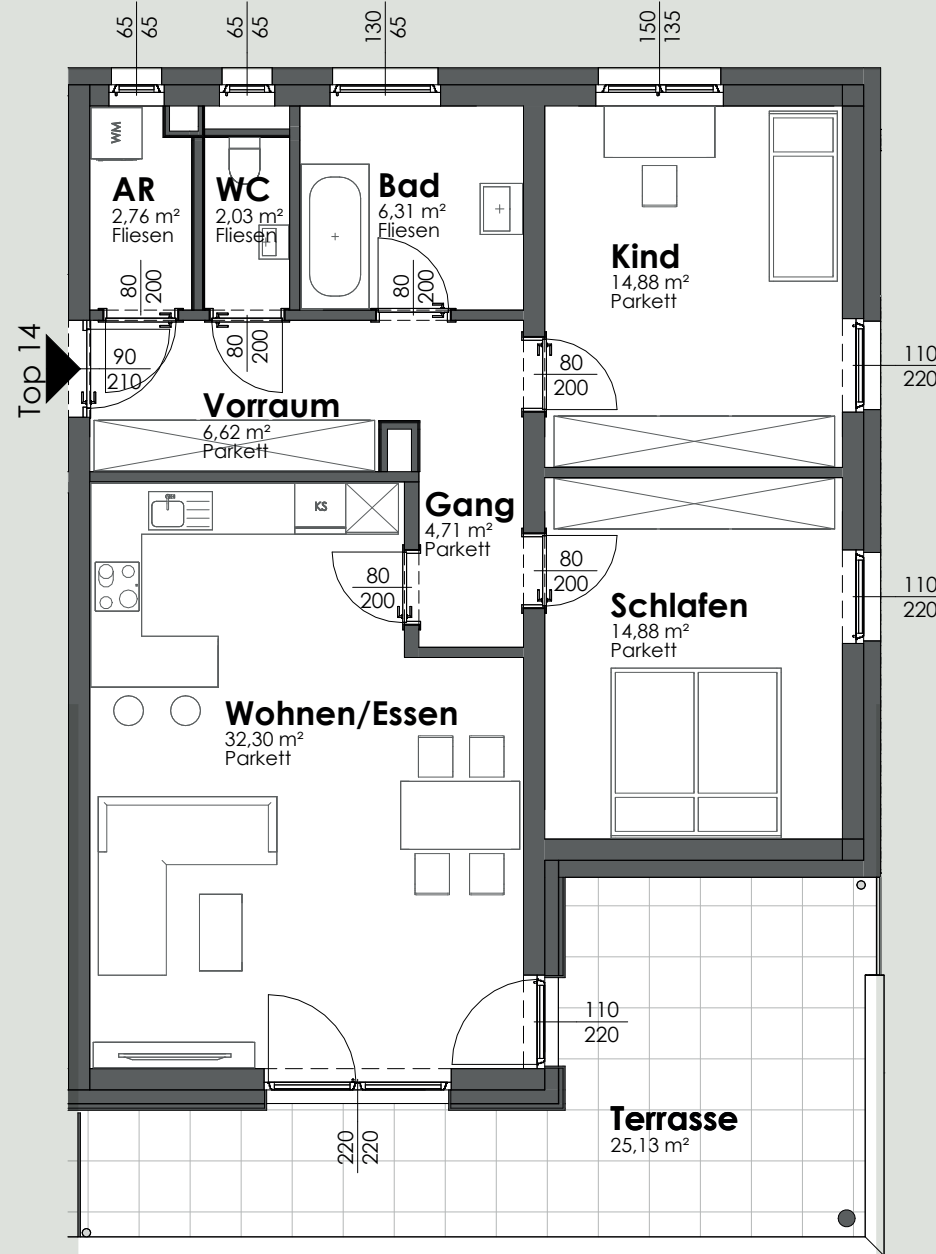 65
65
65
65
130
65
150
135
WM
AR
2,76 m²
Fliesen
WC
2,03 m²
Fliesen
Bad
6,31 m²
Fliesen
Kind
14,88 m²
Parkett
80
200
80
200
80
200
Top 14
90
210
80
200
110
220
Vorraum
6,62 m²
Parkett
KS
Gang
4,71 m²
Parkett
80
200
80
200
110
220
Schlafen
14,88 m²
Parkett
Wohnen/Essen
32,30 m²
Parkett
110
220
220
220
Terrasse
25,13 m²